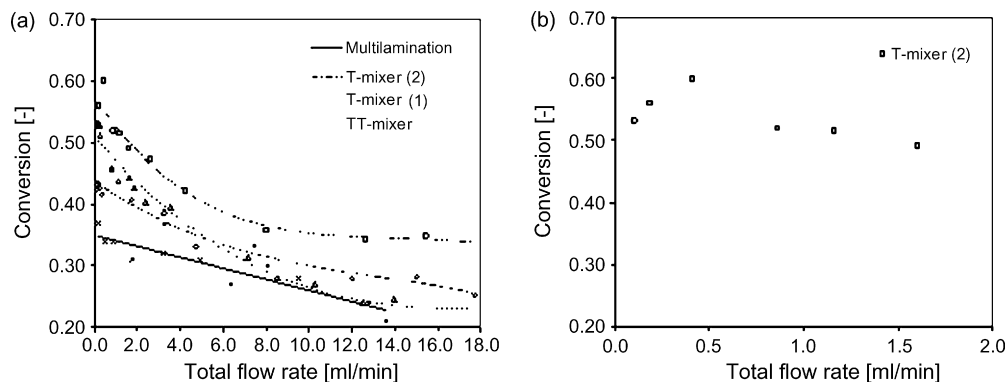 (a)
0.70
0.60
0.50
0.40
0.30
0.20
Conversion [-]
Multilamination
T-mixer (2)
T-mixer (1)
TT-mixer
0.0 2.0 4.0 6.0 8.0 10.0 12.0 14.0 16.0 18.0
Total flow rate [ml/min]
(b)
0.70
0.60
0.50
0.40
0.30
0.20
Conversion [-]
T-mixer (2)
0.0 0.5 1.0 1.5 2.0
Total flow rate [ml/min]